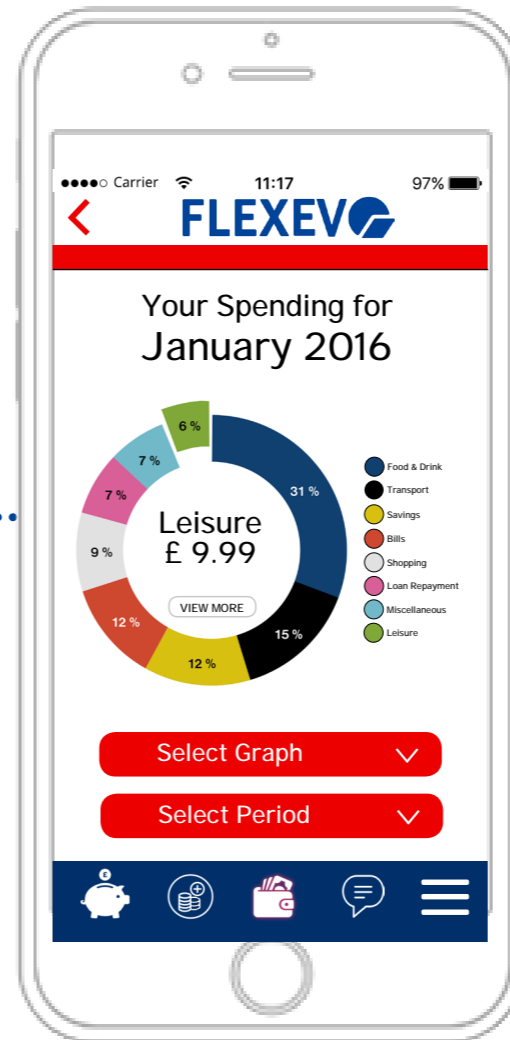 Carrier 11:17 97%
FLEXEVO
Your Spending for
January 2016
6 %
7 %
31 %
7 %
Leisure
£ 9.99
9 %
VIEW MORE
12 %
15 %
12 %
Food & Drink
Transport
Savings
Bills
Shopping
Loan Repayment
Miscellaneous
Leisure
Select Graph
Select Period
£